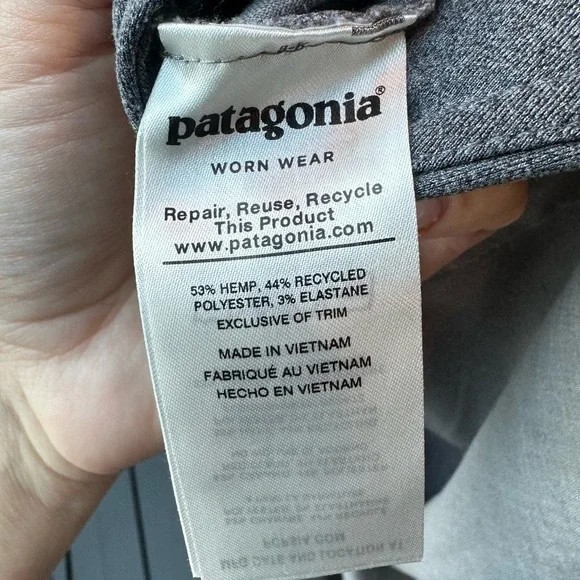 patagonia®
WORN WEAR
Repair, Reuse, Recycle
This Product
www.patagonia.com
53% HEMP, 44% RECYCLED
POLYESTER, 3% ELASTANE
EXCLUSIVE OF TRIM
MADE IN VIETNAM
FABRIQUÉ AU VIETNAM
HECHO EN VIETNAM